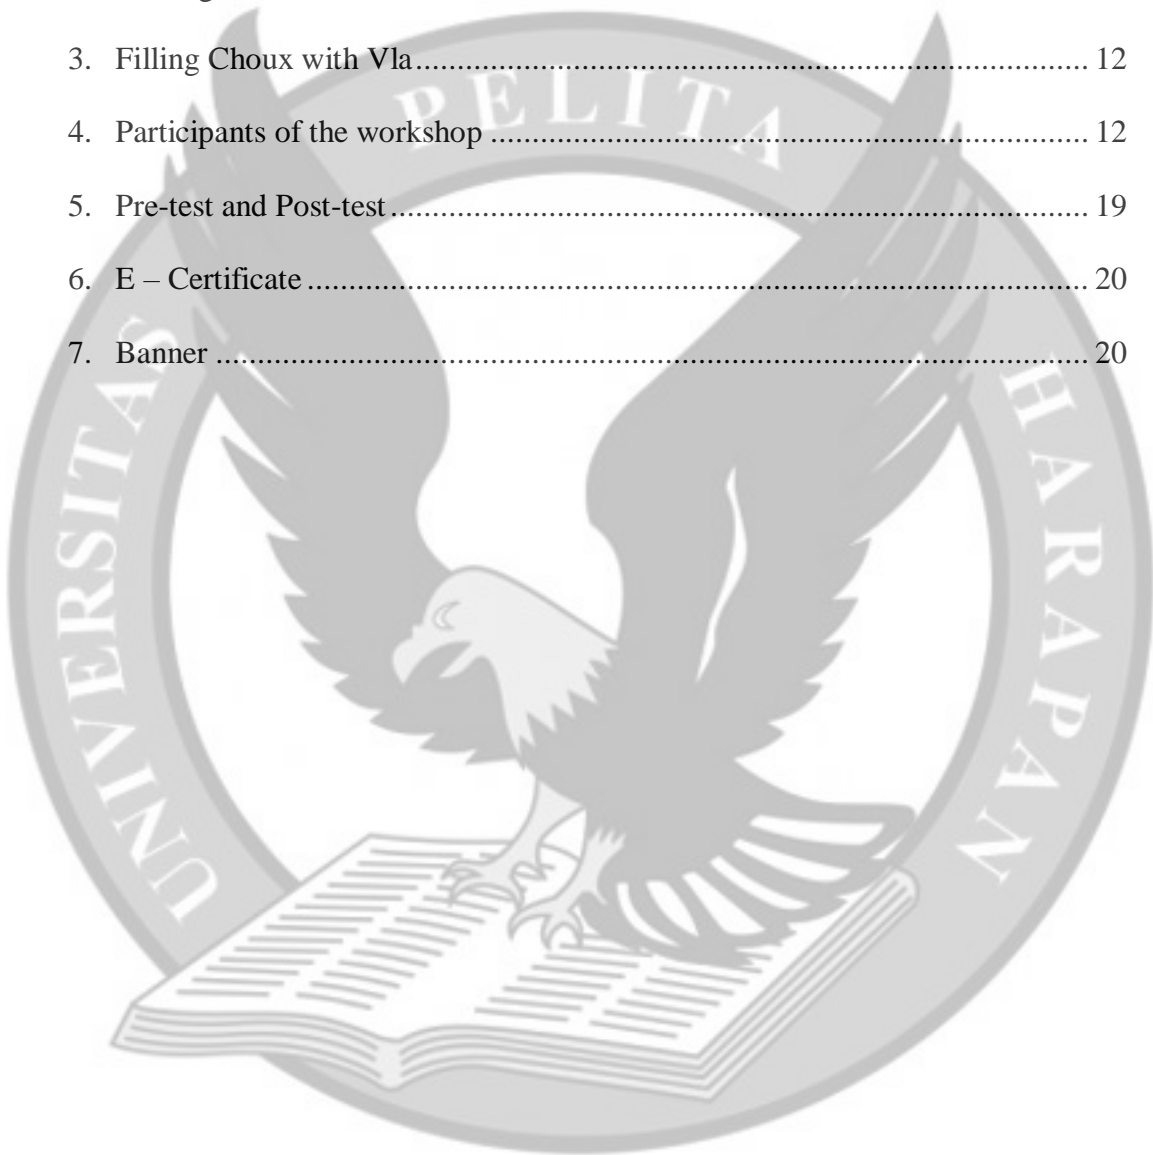 3. Filling Choux with Vla........................................................................................ 12
4. Participants of the workshop ............................................................................. 12
5. Pre-test and Post-test.......................................................................................... 19
6. E – Certificate .................................................................................................... 20
7. Banner ............................................................................................................... 20
UNIVERSITAS PELITA HARAPAN